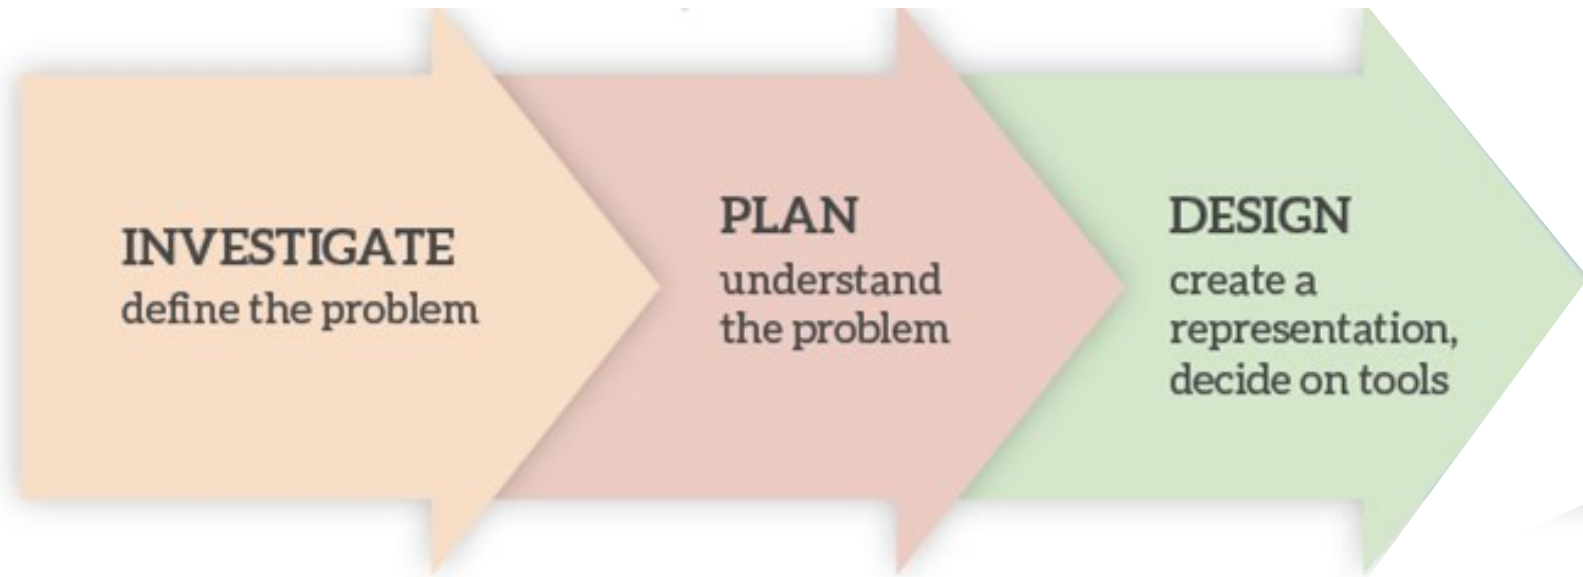 INVESTIGATE
define the problem
PLAN
understand
the problem
DESIGN
create a
representation,
decide on tools